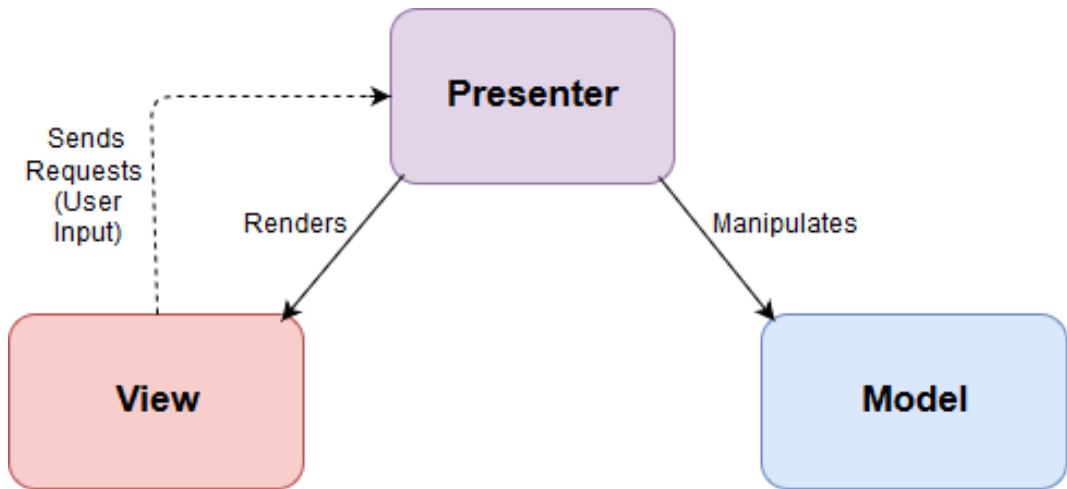 Presenter
Sends
Requests
(User
Input)
Renders
Manipulates
View
Model